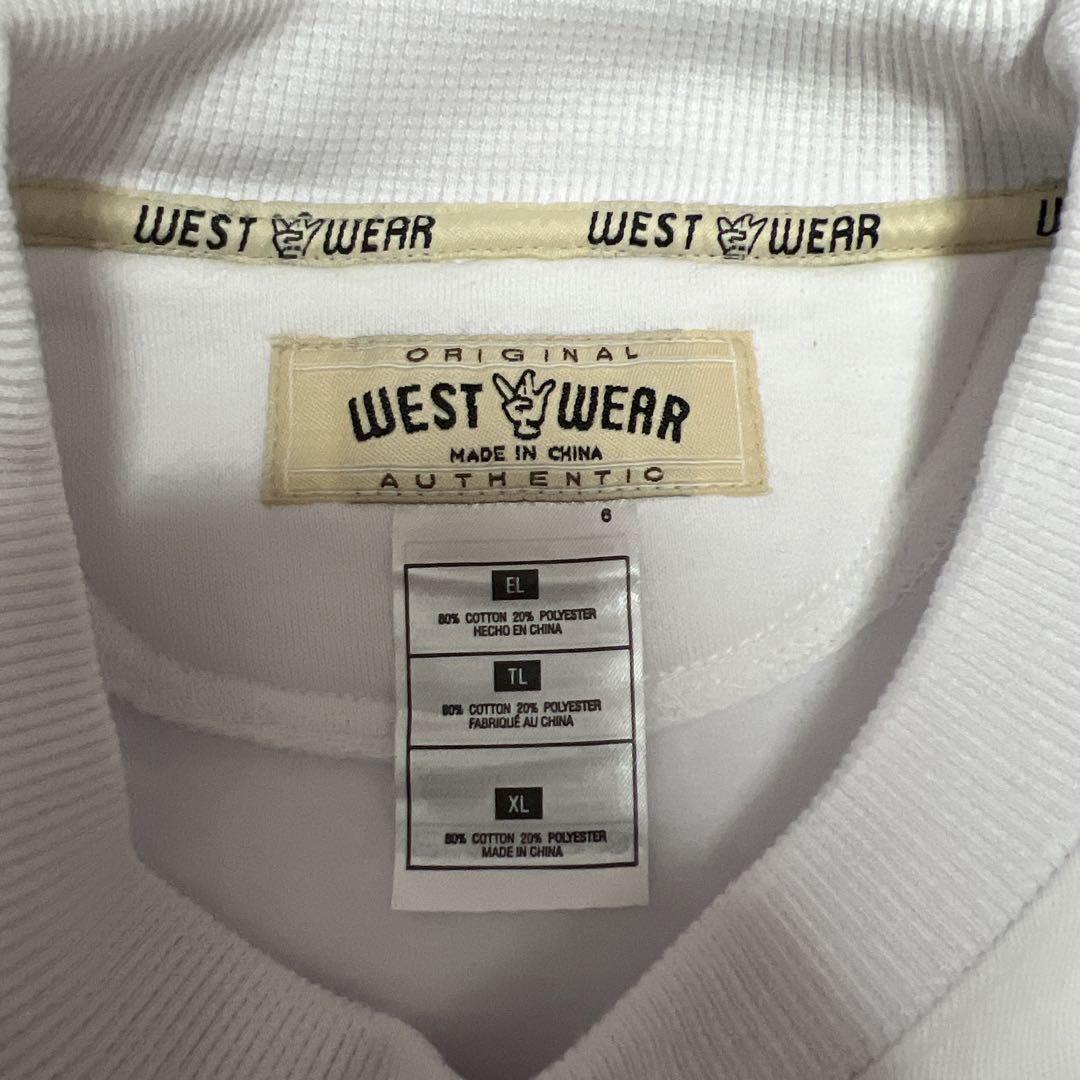 WEST WEAR WEST WEAR W
ORIGINAL
WEST WEAR
MADE IN CHINA
AUTHENTIC
6
EL
80% COTTON 20% POLYESTER
HECHO EN CHINA
TL
80% COTTON 20% POLYESTER
FABRIQUÉ AU CHINA
XL
80% COTTON 20% POLYESTER
MADE IN CHINA